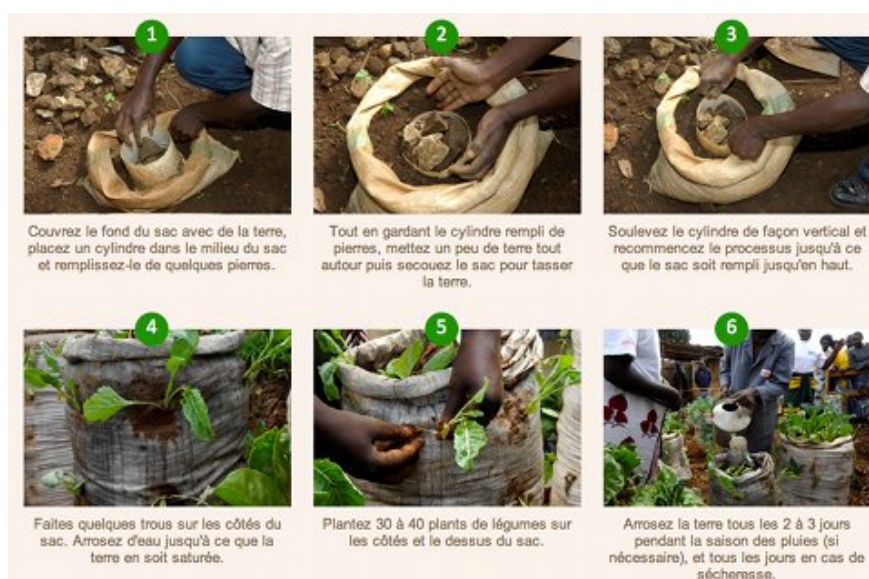 1
Couvrez le fond du sac avec de la terre,
placez un cylindre dans le milieu du sac
et remplissez-le de quelques pierres.
2
Tout en gardant le cylindre rempli de
pierres, mettez un peu de terre tout
autour puis secouez le sac pour tasser
la terre.
3
Soulevez le cylindre de façon vertical et
recommencez le processus jusqu'à ce
que le sac soit rempli jusqu'en haut.
4
Faites quelques trous sur les côtés du
sac. Arrosez d'eau jusqu'à ce que la
terre en soit saturée.
5
Plantez 30 à 40 plants de légumes sur
les côtés et le dessus du sac.
6
Arrosez la terre tous les 2 à 3 jours
pendant la saison des pluies (si
nécessaire), et tous les jours en cas de
sécheresse.